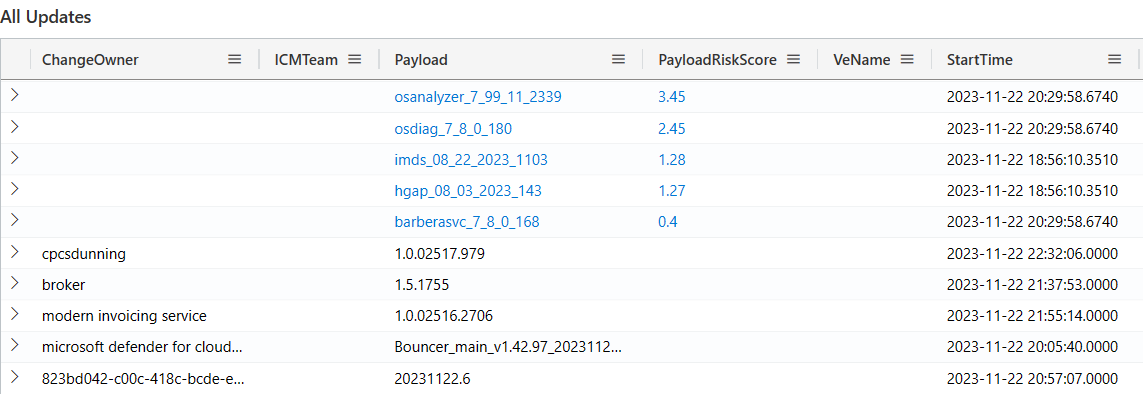 All Updates
ChangeOwner ICMTeam Payload PayloadRiskScore VeName StartTime
osanalyzer_7_99_11_2339 3.45 2023-11-22 20:29:58.6740
osdiag_7_8_0_180 2.45 2023-11-22 20:29:58.6740
imds_08_22_2023_1103 1.28 2023-11-22 18:56:10.3510
hgap_08_03_2023_143 1.27 2023-11-22 18:56:10.3510
barberasvc_7_8_0_168 0.4 2023-11-22 20:29:58.6740
cpcsdunning 1.0.02517.979 2023-11-22 22:32:06.0000
broker 1.5.1755 2023-11-22 21:37:53.0000
modern invoicing service 1.0.02516.2706 2023-11-22 21:55:14.0000
microsoft defender for cloud... Bouncer_main_v1.42.97_2023112... 2023-11-22 20:05:40.0000
823bd042-c00c-418c-bcde-e... 20231122.6 2023-11-22 20:57:07.0000